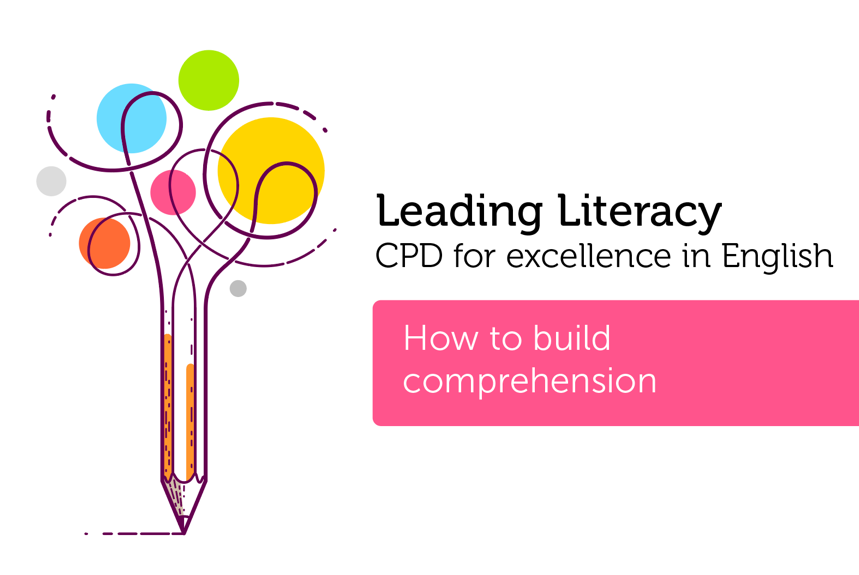 Leading Literacy
CPD for excellence in English
How to build
comprehension